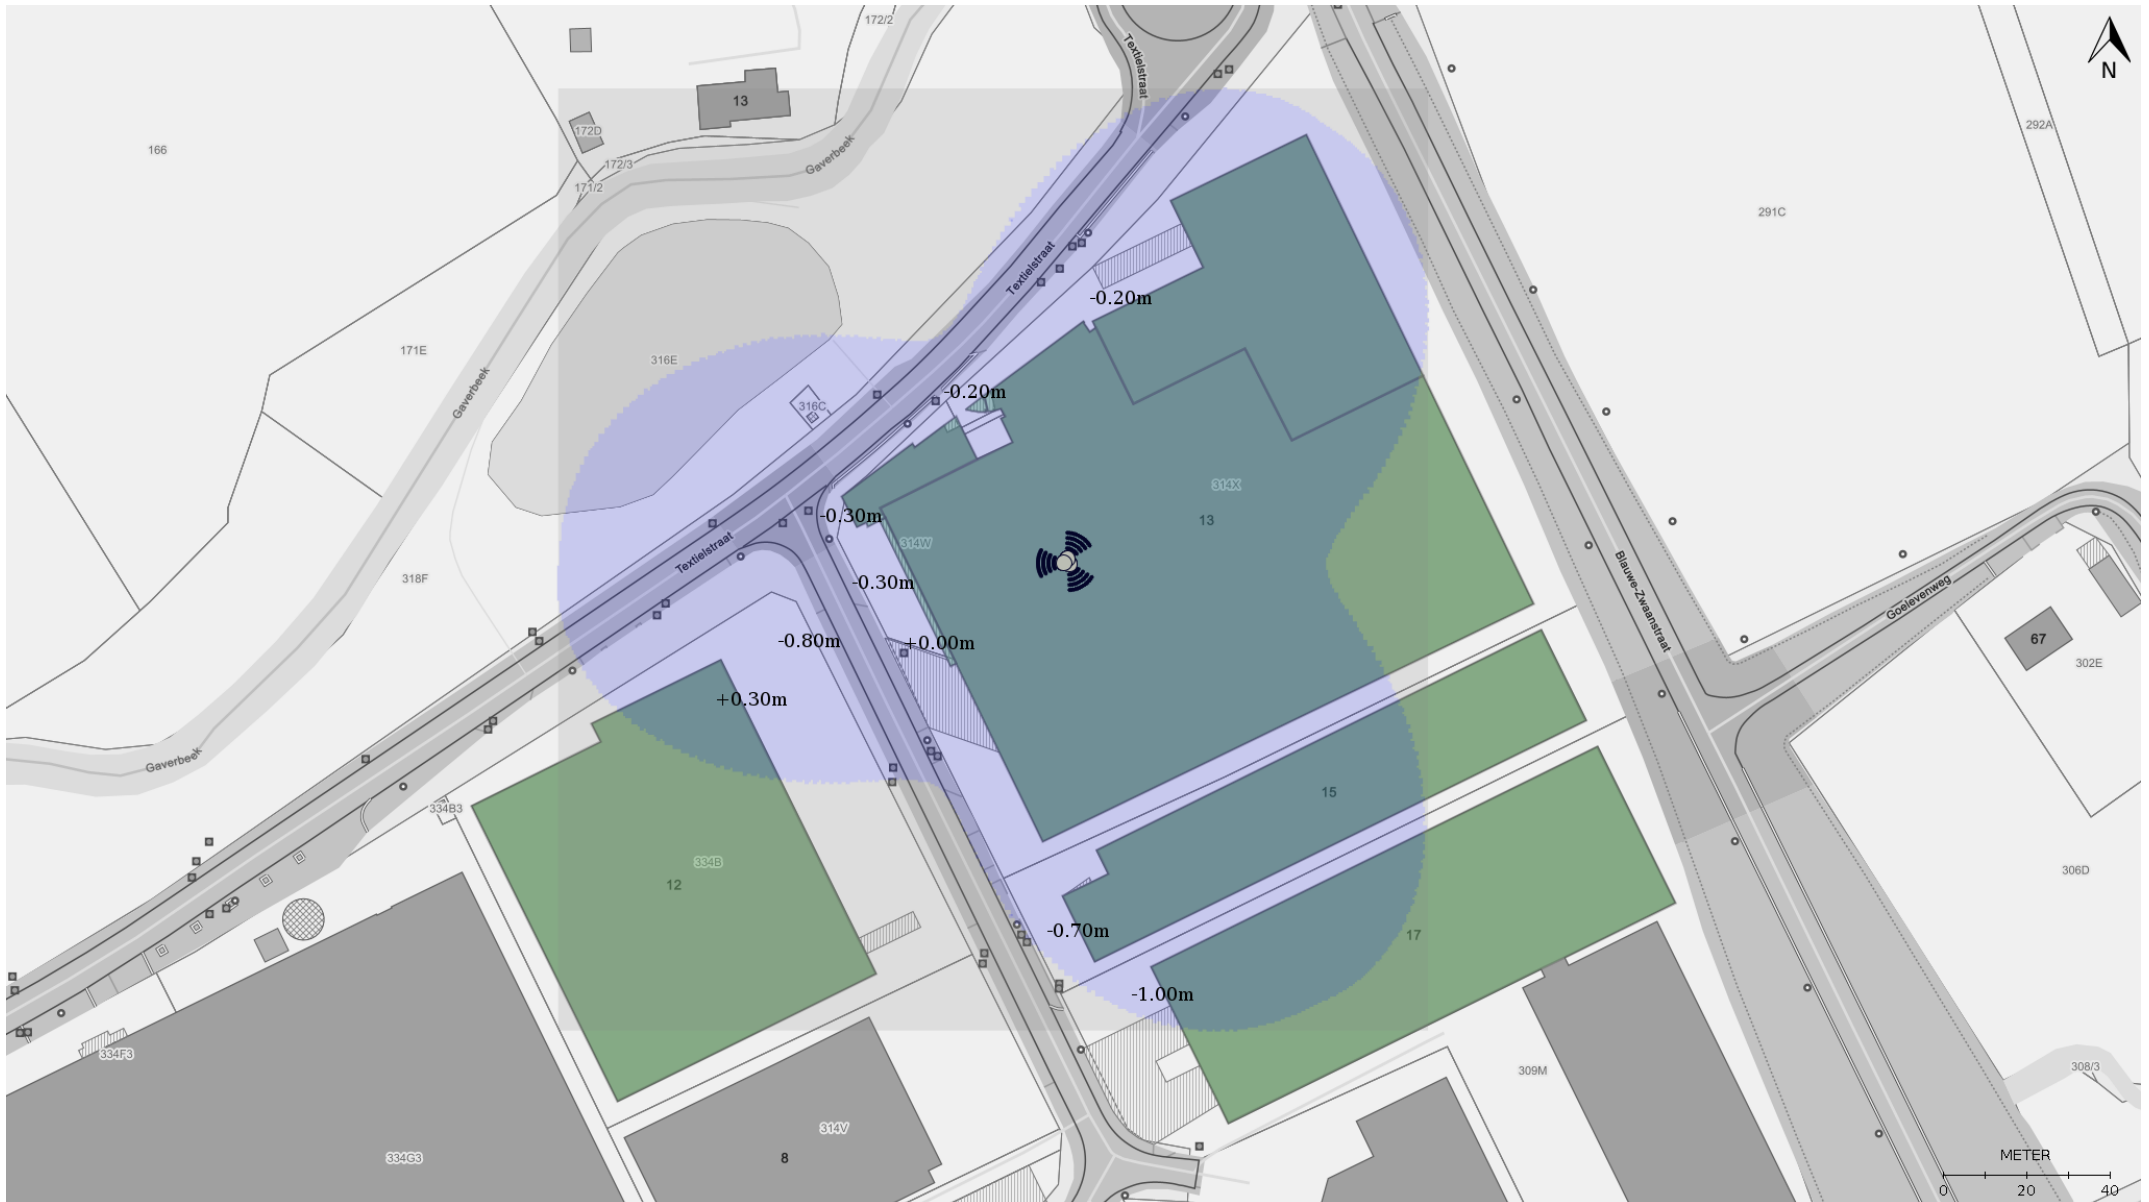 172/2
Textielstraat
N
13
172D
292A
Gaverbeek
166
172/3
171/2
291C
Textielstraat
-0.20m
171E
316E
Gaverbeek
-0.20m
316C
314X
-0.30m
13
314W
Textielstraat
318F
-0.30m
Blauwe-Zwaanstraat
Goelevenweg
-0.80m
+0.00m
67
302E
+0.30m
Gaverbeek
15
334B3
334B
306D
12
-0.70m
17
-1.00m
334F3
309M
308/3
314V
334G3
8
METER
0 20 40